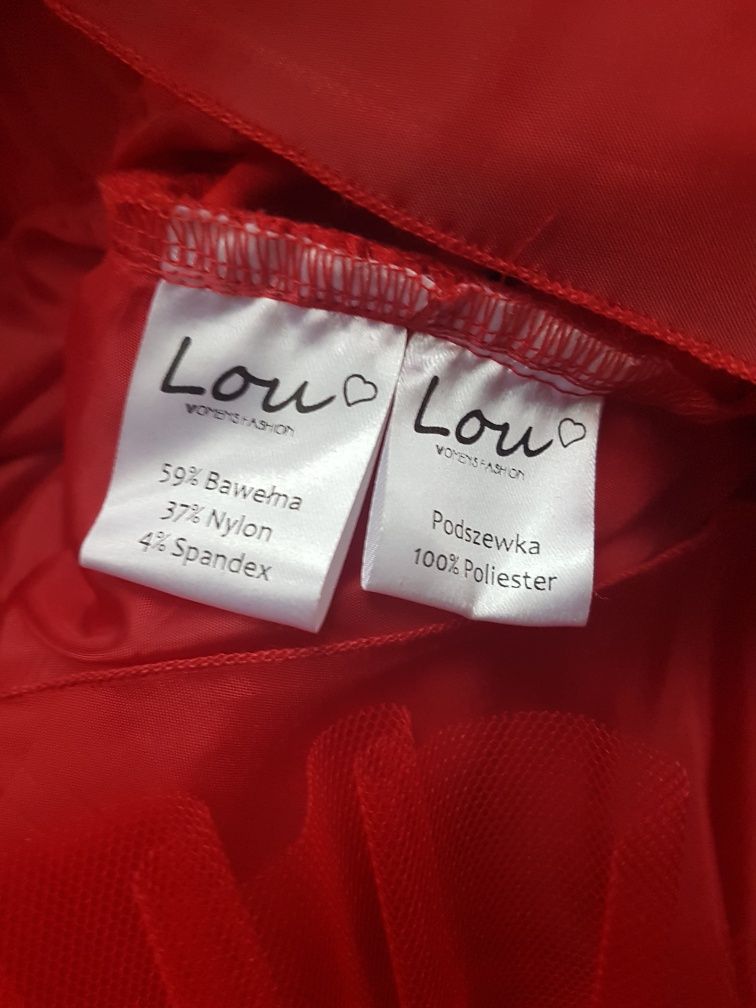 Lou
WOMENS FASHION
59% Bawełna
37% Nylon
4% Spandex
Lou
WOMENS FASHION
Podszewka
100% Poliester